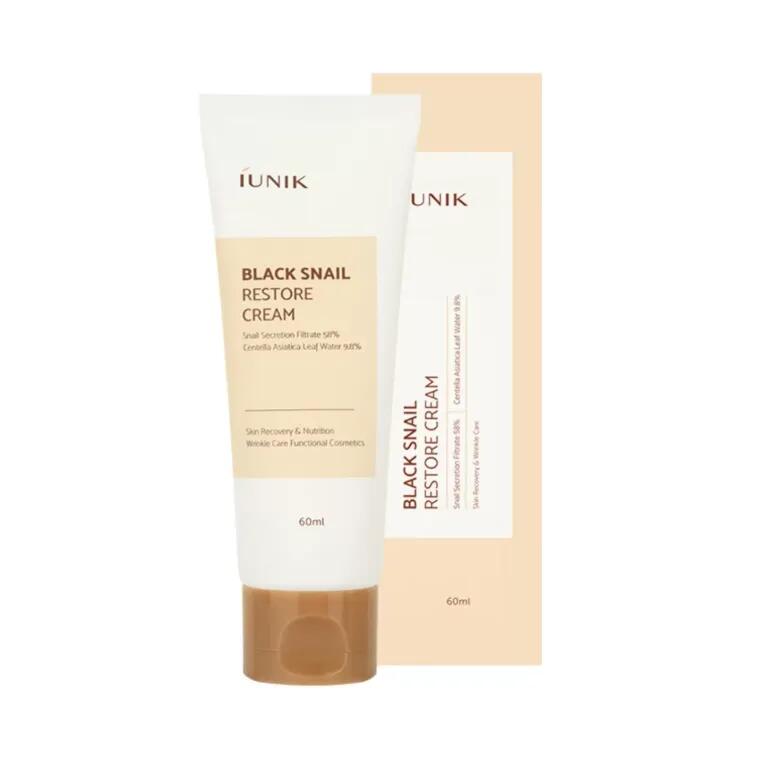 IUNIK
BLACK SNAIL
RESTORE
CREAM
Snail Secretion Filtrate 58%
Centella Asiatica Leaf Water 9.8%
Skin Recovery & Nutrition
Wrinkle Care Functional Cosmetics
60ml
UNIK
BLACK SNAIL
RESTORE CREAM
Snail Secretion Filtrate 58%
Centella Asiatica Leaf Water 9.8%
Skin Recovery & Wrinkle Care
60ml